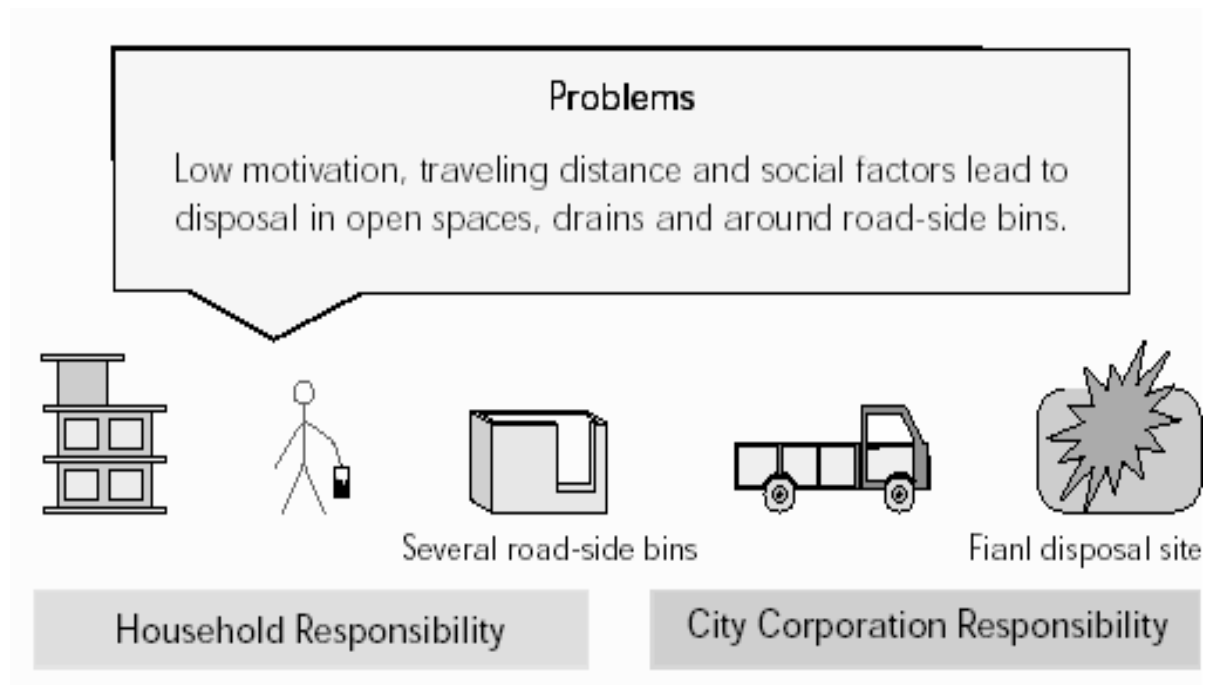 Problems
Low motivation, traveling distance and social factors lead to
disposal in open spaces, drains and around road-side bins.
Several road-side bins
Fianl disposal site
Household Responsibility
City Corporation Responsibility